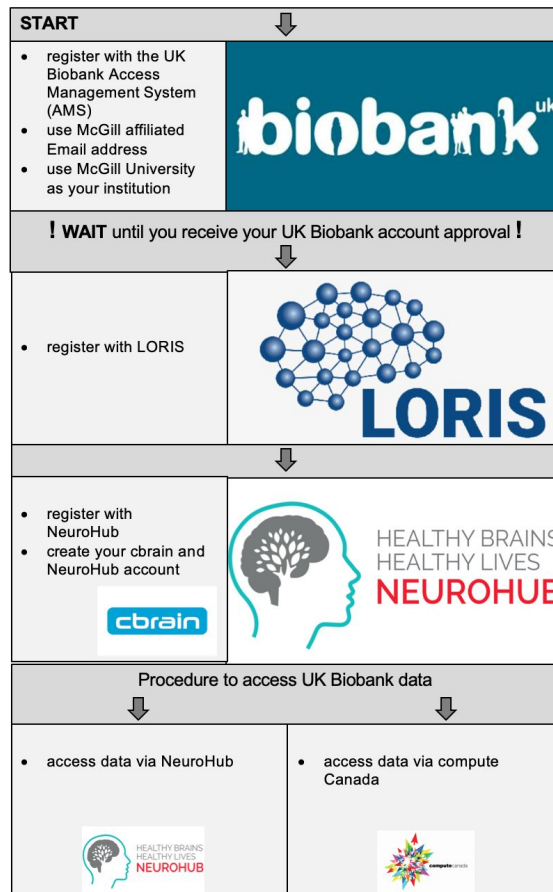 START
• register with the UK
Biobank Access
Management System
(AMS)
• use McGill affiliated
Email address
• use McGill University
as your institution
biobank uk
! WAIT until you receive your UK Biobank account approval !
• register with LORIS
LORIS
• register with
NeuroHub
• create your cbrain and
NeuroHub account
cbrain
HEALTHY BRAINS
HEALTHY LIVES
NEUROHUB
Procedure to access UK Biobank data
• access data via NeuroHub
HEALTHY BRAINS
HEALTHY LIVES
NEUROHUB
• access data via compute
Canada
compute canada